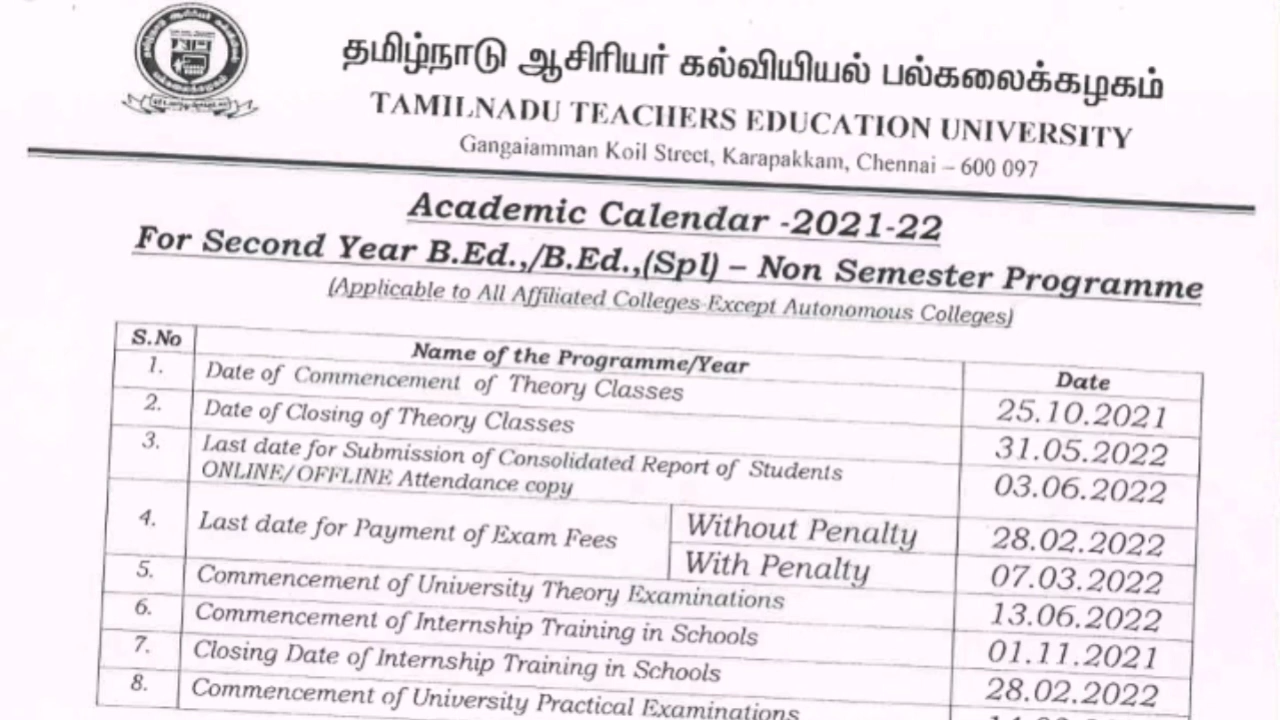 தமிழ்நாடு ஆசிரியர் கல்வியியல் பல்கலைக்கழகம்
TAMILNADU TEACHERS EDUCATION UNIVERSITY
Gangaiamman Koil Street, Karapakkam, Chennai – 600 097
Academic Calendar -2021-22
For Second Year B.Ed.,/B.Ed.,(Spl) – Non Semester Programme
(Applicable to All Affiliated Colleges Except Autonomous Colleges)
S.No Name of the Programme/Year Date
1. Date of Commencement of Theory Classes 25.10.2021
2. Date of Closing of Theory Classes 31.05.2022
3. Last date for Submission of Consolidated Report of Students 03.06.2022
ONLINE/OFFLINE Attendance copy
4. Last date for Payment of Exam Fees Without Penalty 28.02.2022
With Penalty 07.03.2022
5. Commencement of University Theory Examinations 13.06.2022
6. Commencement of Internship Training in Schools 01.11.2021
7. Closing Date of Internship Training in Schools 28.02.2022
8. Commencement of University Practical Examinations